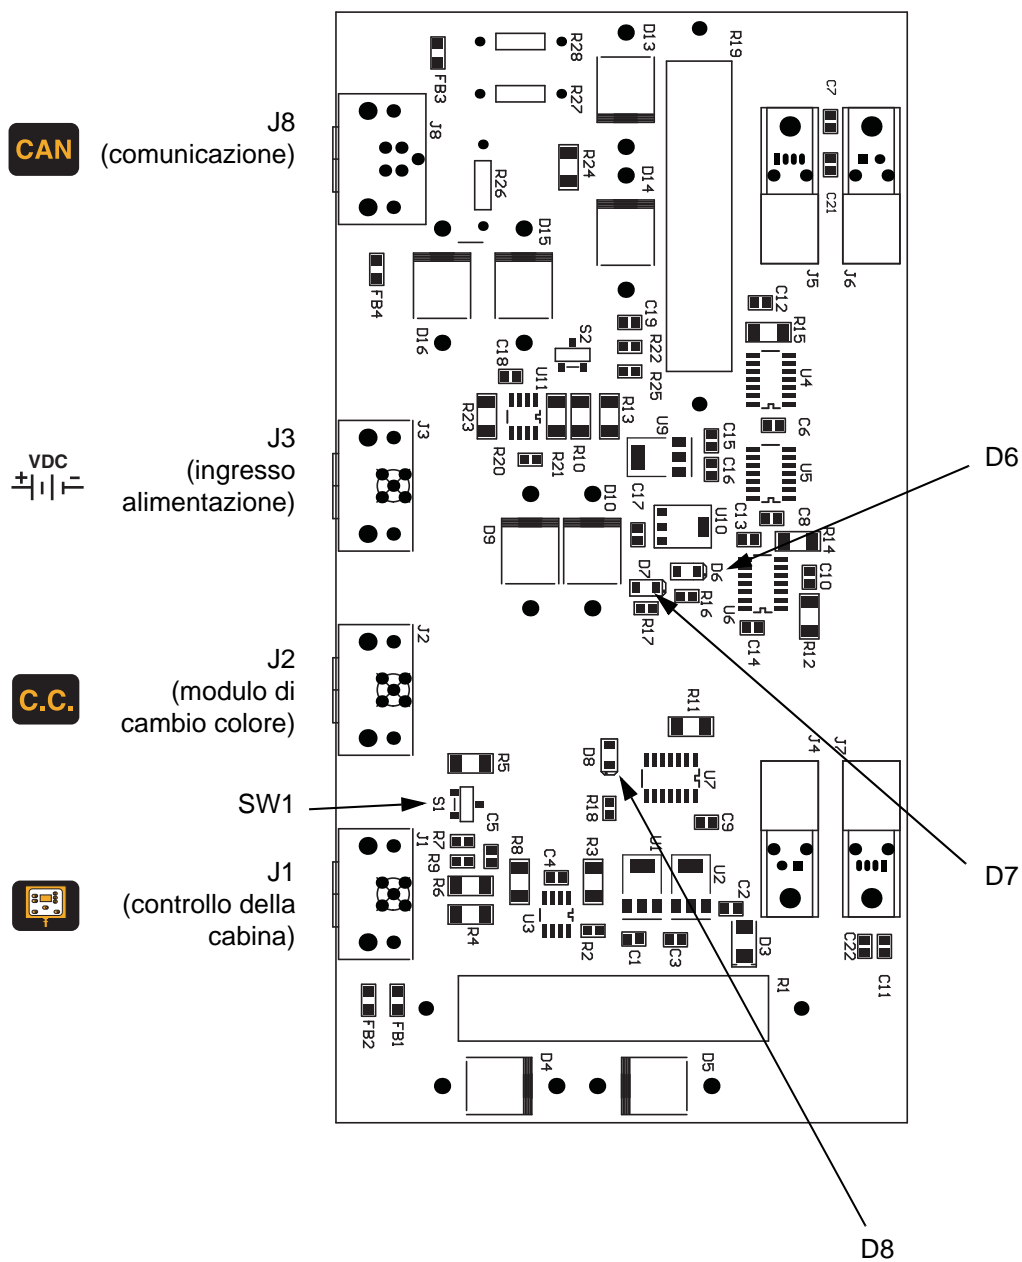 D13
R19
R28
FB3
R27
C7
CAN
J8
(comunicazione)
J8
R24
D14
R26
C21
D15
J5
J6
FB4
C12
R15
D16
C19
S2
R22
C18
R25
U4
U11
R23
R13
C6
J3
(ingresso
alimentazione)
VDC
+ -
J3
R20
R21
R10
U9
C15
C16
U5
D6
D10
C17
U10
C13
C8
R14
D9
D7
D6
C10
R16
U6
R17
C14
R12
J2
(modulo di
cambio colore)
C.C.
J2
R11
J4
J7
D8
R5
U7
SW1
S1
R18
C9
C5
R7
J1
R9
R8
R3
U1
C4
U2
D7
J1
(controllo della
cabina)
R6
C2
R4
U3
R2
C1
C3
D3
C22
C11
R1
FB2
FB1
D4
D5
D8